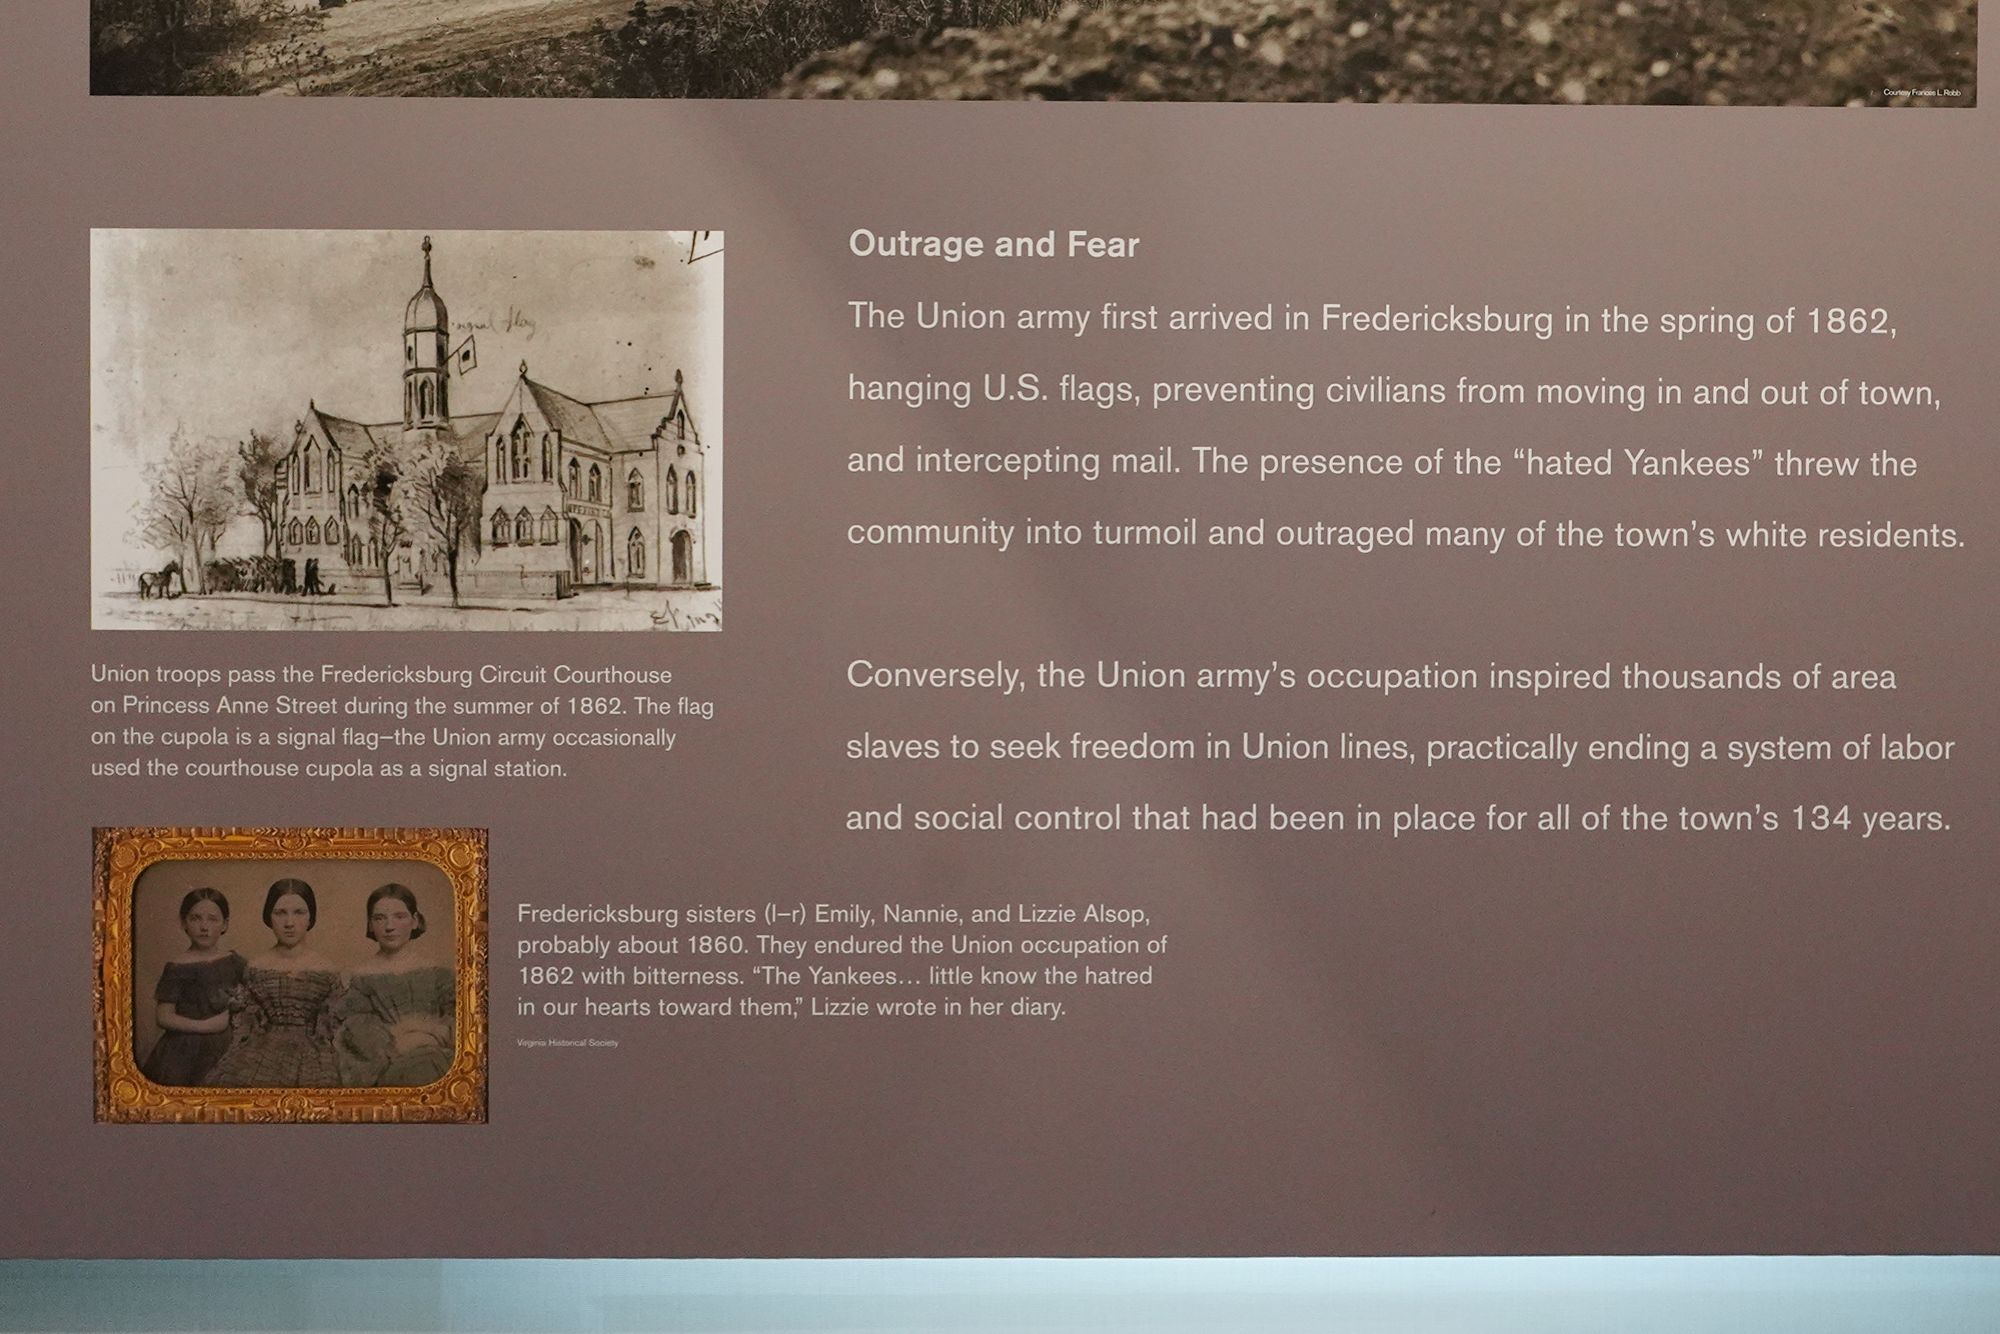 Courtesy Frances L. Robb
signal flag
Outrage and Fear
The Union army first arrived in Fredericksburg in the spring of 1862,
hanging U.S. flags, preventing civilians from moving in and out of town,
and intercepting mail. The presence of the “hated Yankees” threw the
community into turmoil and outraged many of the town’s white residents.
Conversely, the Union army’s occupation inspired thousands of area
slaves to seek freedom in Union lines, practically ending a system of labor
and social control that had been in place for all of the town’s 134 years.
Union troops pass the Fredericksburg Circuit Courthouse
on Princess Anne Street during the summer of 1862. The flag
on the cupola is a signal flag—the Union army occasionally
used the courthouse cupola as a signal station.
Fredericksburg sisters (l–r) Emily, Nannie, and Lizzie Alsop,
probably about 1860. They endured the Union occupation of
1862 with bitterness. “The Yankees… little know the hatred
in our hearts toward them,” Lizzie wrote in her diary.
Virginia Historical Society